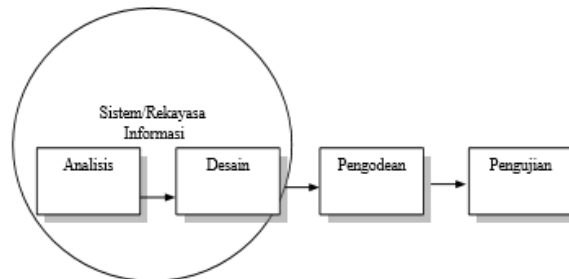 Sistem/Rekayasa
Informasi
Analisis
Desain
Pengodean
Pengujian